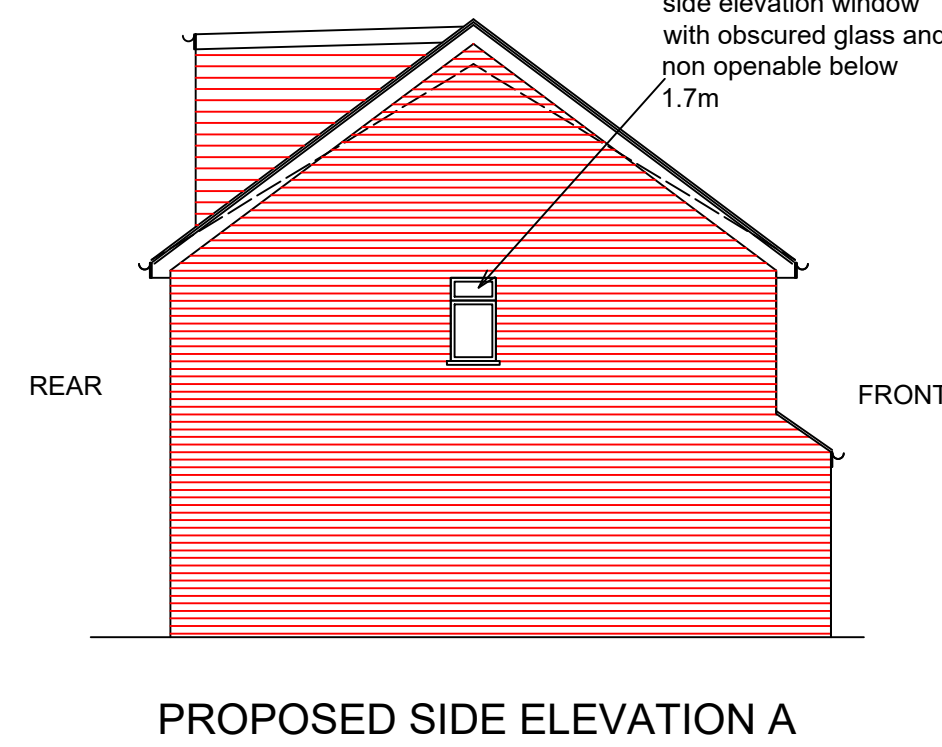 side elevation window
with obscured glass and
non openable below
1.7m
REAR
FRONT
PROPOSED SIDE ELEVATION A